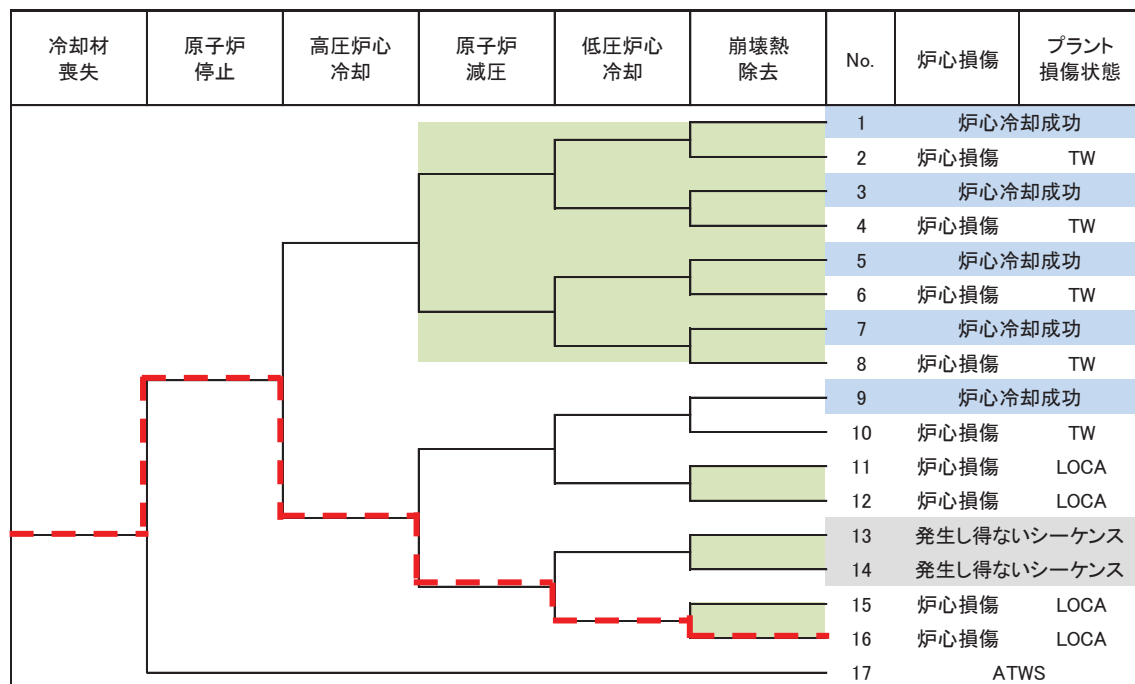 冷却材
喪失
原子炉
停止
高圧炉心
冷却
原子炉
減圧
低圧炉心
冷却
崩壊熱
除去
No.
炉心損傷
プラント
損傷状態
1 炉心冷却成功
2 炉心損傷 TW
3 炉心冷却成功
4 炉心損傷 TW
5 炉心冷却成功
6 炉心損傷 TW
7 炉心冷却成功
8 炉心損傷 TW
9 炉心冷却成功
10 炉心損傷 TW
11 炉心損傷 LOCA
12 炉心損傷 LOCA
13 発生し得ないシーケンス
14 発生し得ないシーケンス
15 炉心損傷 LOCA
16 炉心損傷 LOCA
17 ATWS